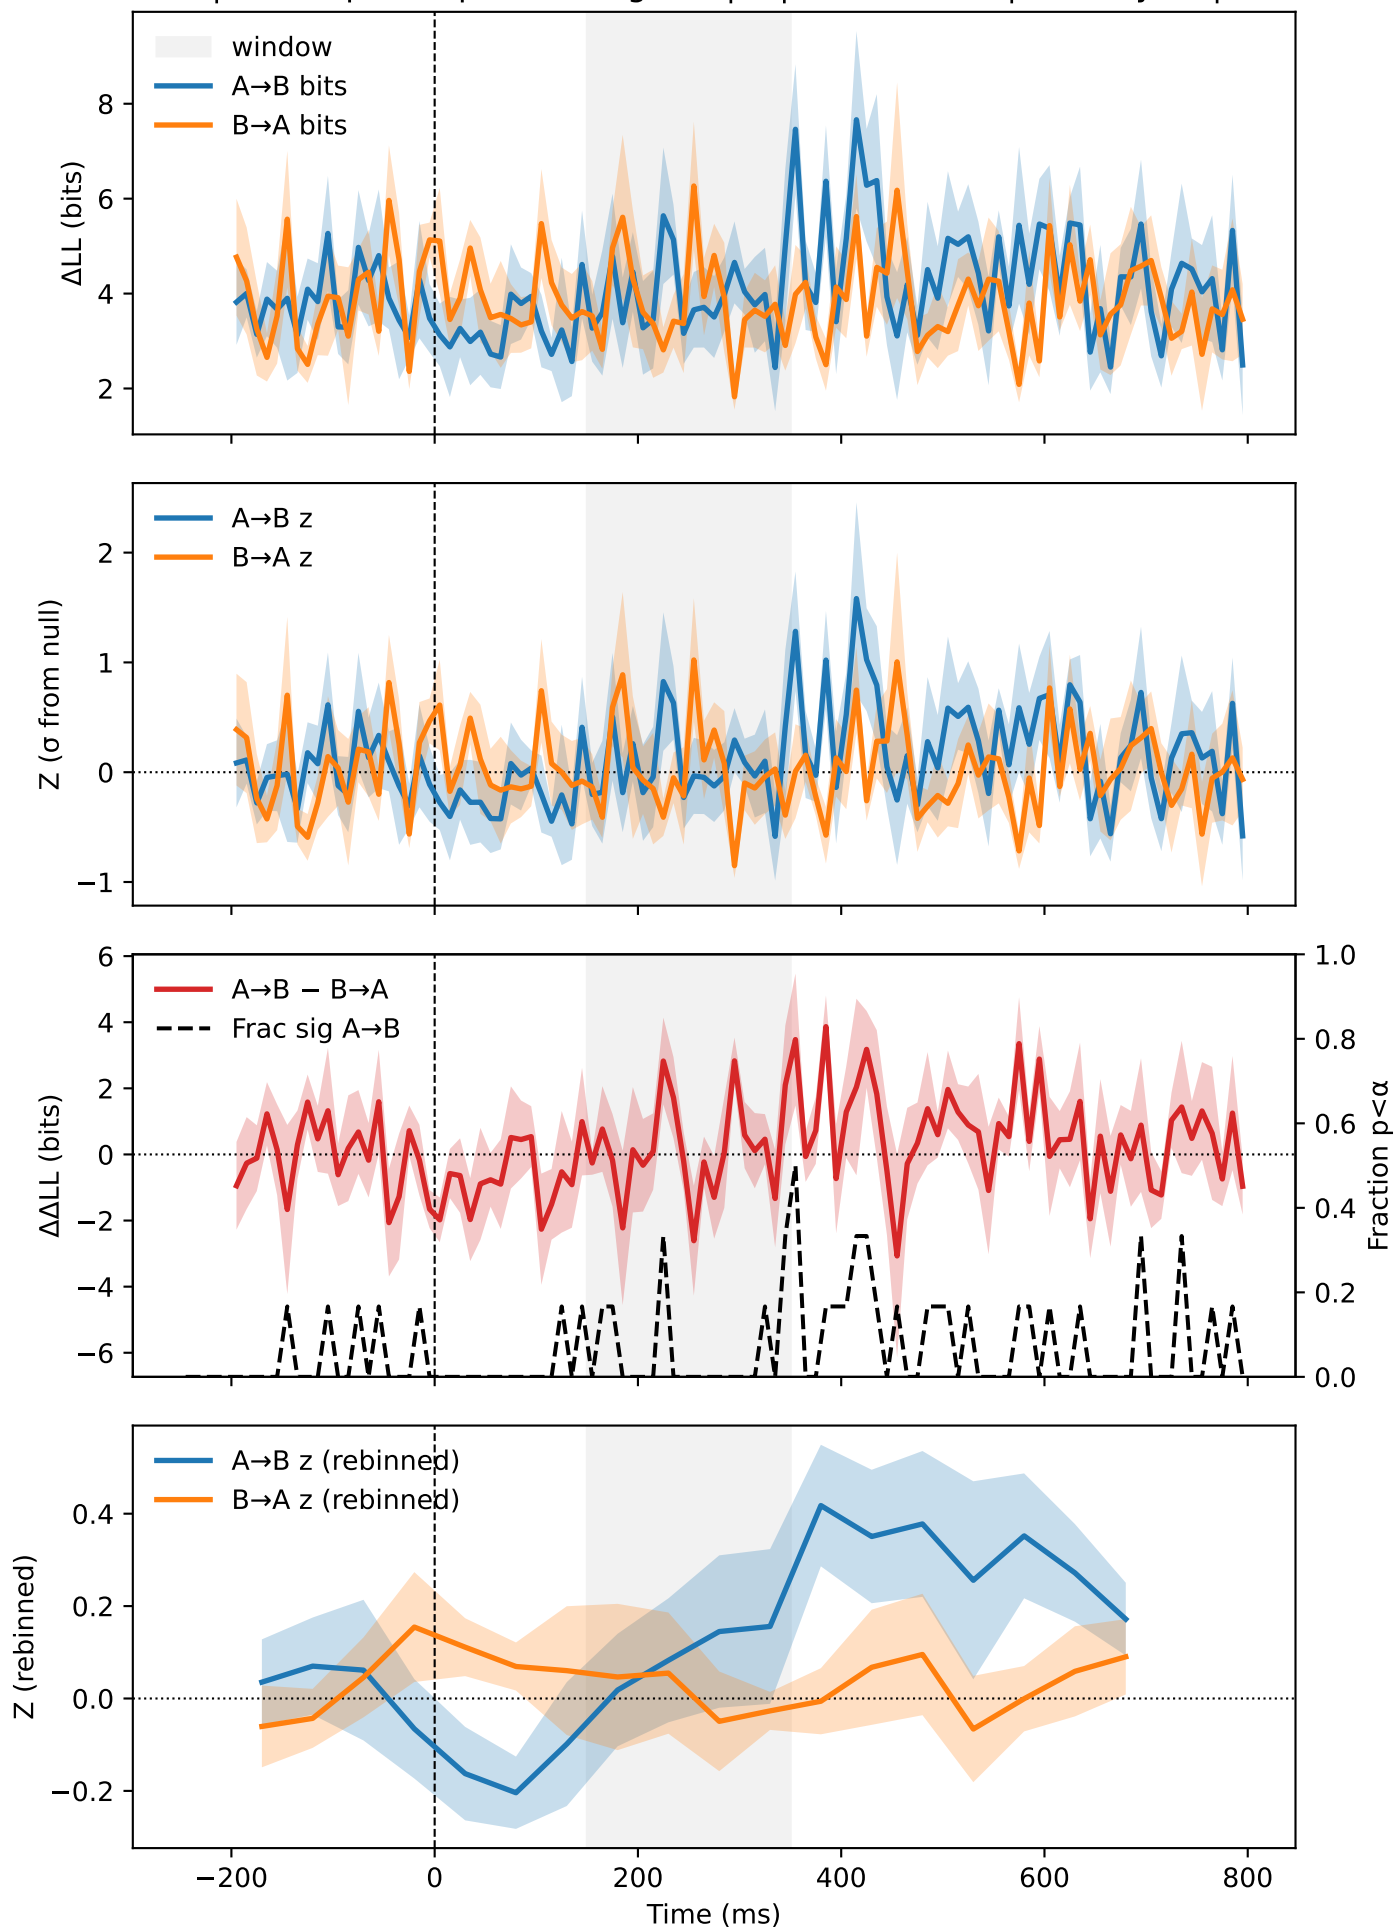 window
A→B bits
B→A bits
ΔLL (bits)
8
6
4
2
A→B z
B→A z
Z (σ from null)
2
1
0
−1
A→B − B→A
Frac sig A→B
ΔΔLL (bits)
6
4
2
0
−2
−4
−6
1.0
0.8
0.6
0.4
0.2
0.0
Fraction p<α
A→B z (rebinned)
B→A z (rebinned)
Z (rebinned)
0.4
0.2
0.0
−0.2
−200 0 200 400 600 800
Time (ms)